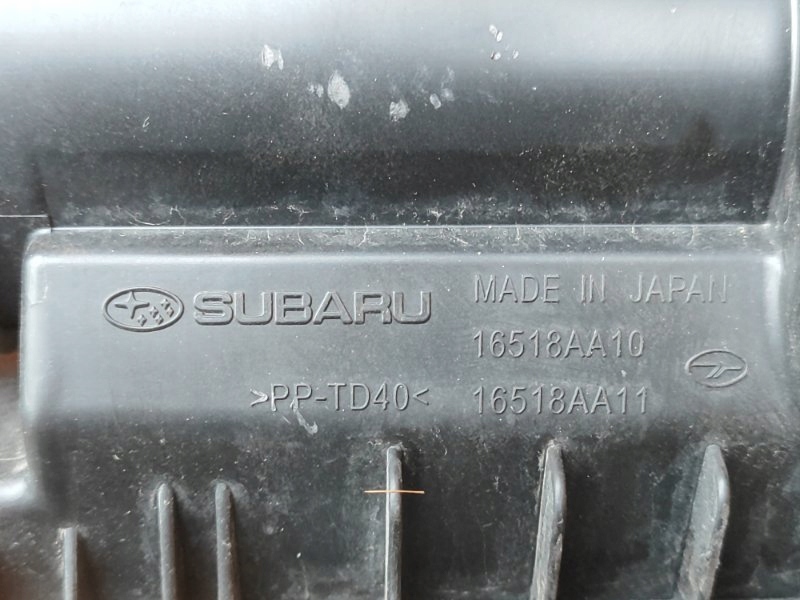 SUBARU
MADE IN JAPAN
16518AA10
>PP-TD40<
16518AA11